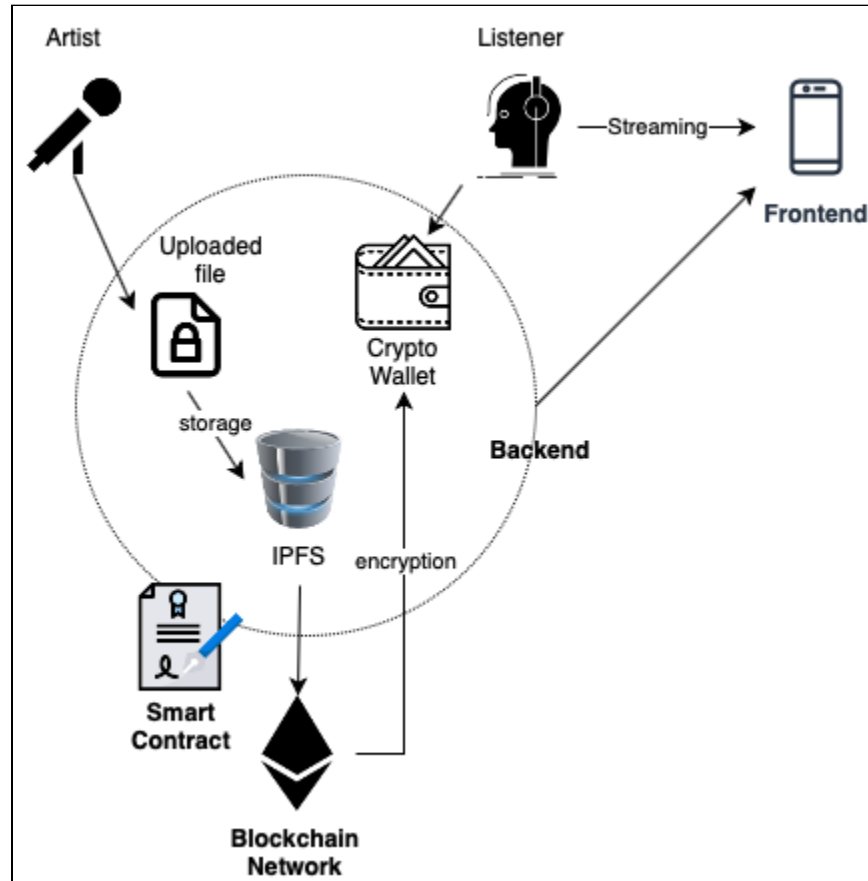 Artist
Listener
Streaming
Frontend
Uploaded
file
Crypto
Wallet
storage
Backend
IPFS
encryption
Smart
Contract
Blockchain
Network